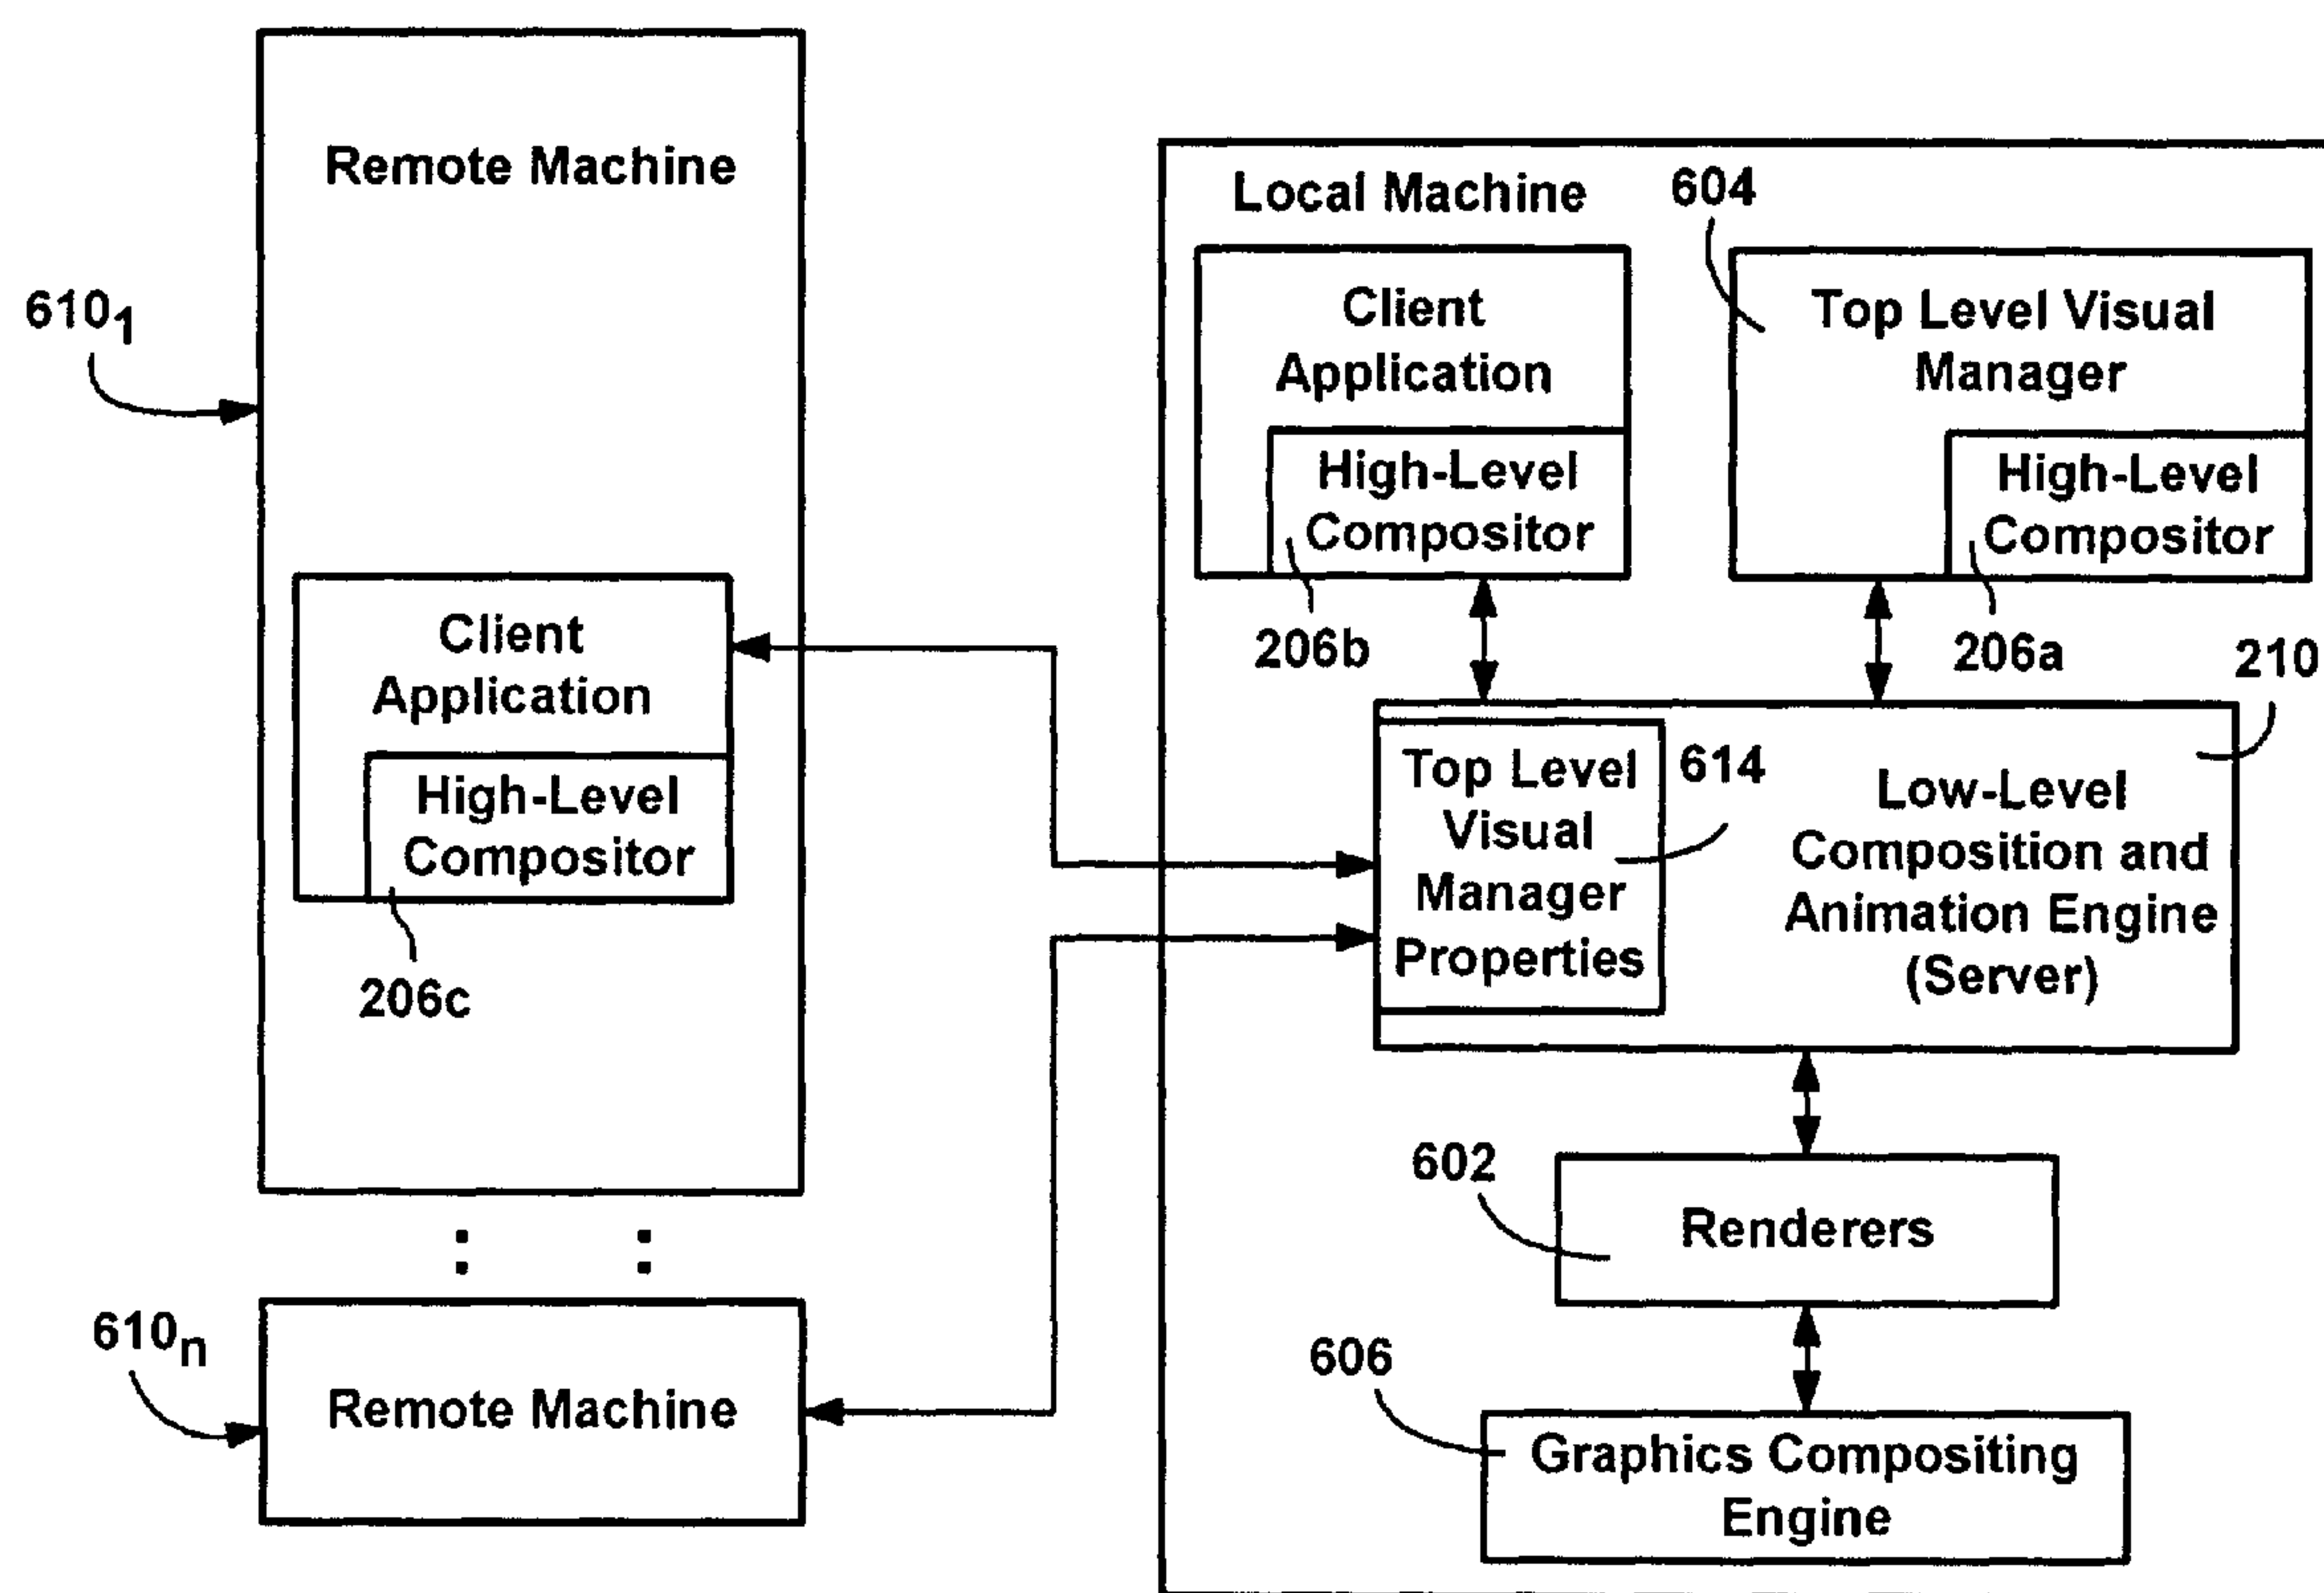 Remote Machine
610₁
Client
Application
High-Level
Compositor
206c
610ₙ
Remote Machine
Local Machine
604
Client
Application
High-Level
Compositor
206b
Top Level Visual
Manager
High-Level
Compositor
206a
210
Top Level
Visual
Manager
Properties
614
Low-Level
Composition and
Animation Engine
(Server)
602
Renderers
606
Graphics Compositing
Engine